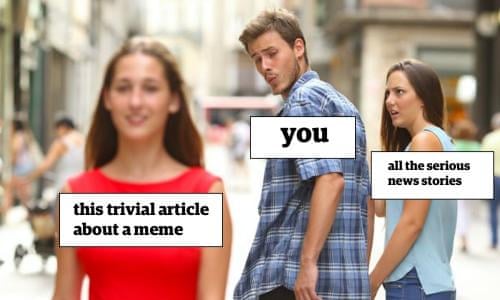 this trivial article
about a meme
you
all the serious
news stories